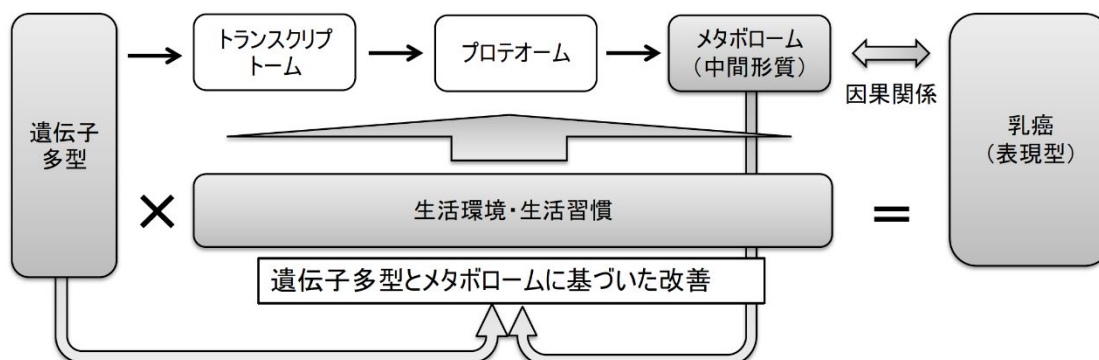 トランスクリプ
トーム
プロテオーム
メタボローム
（中間形質）
因果関係
遺伝子
多型
乳癌
（表現型）
×
生活環境・生活習慣
＝
遺伝子多型とメタボロームに基づいた改善